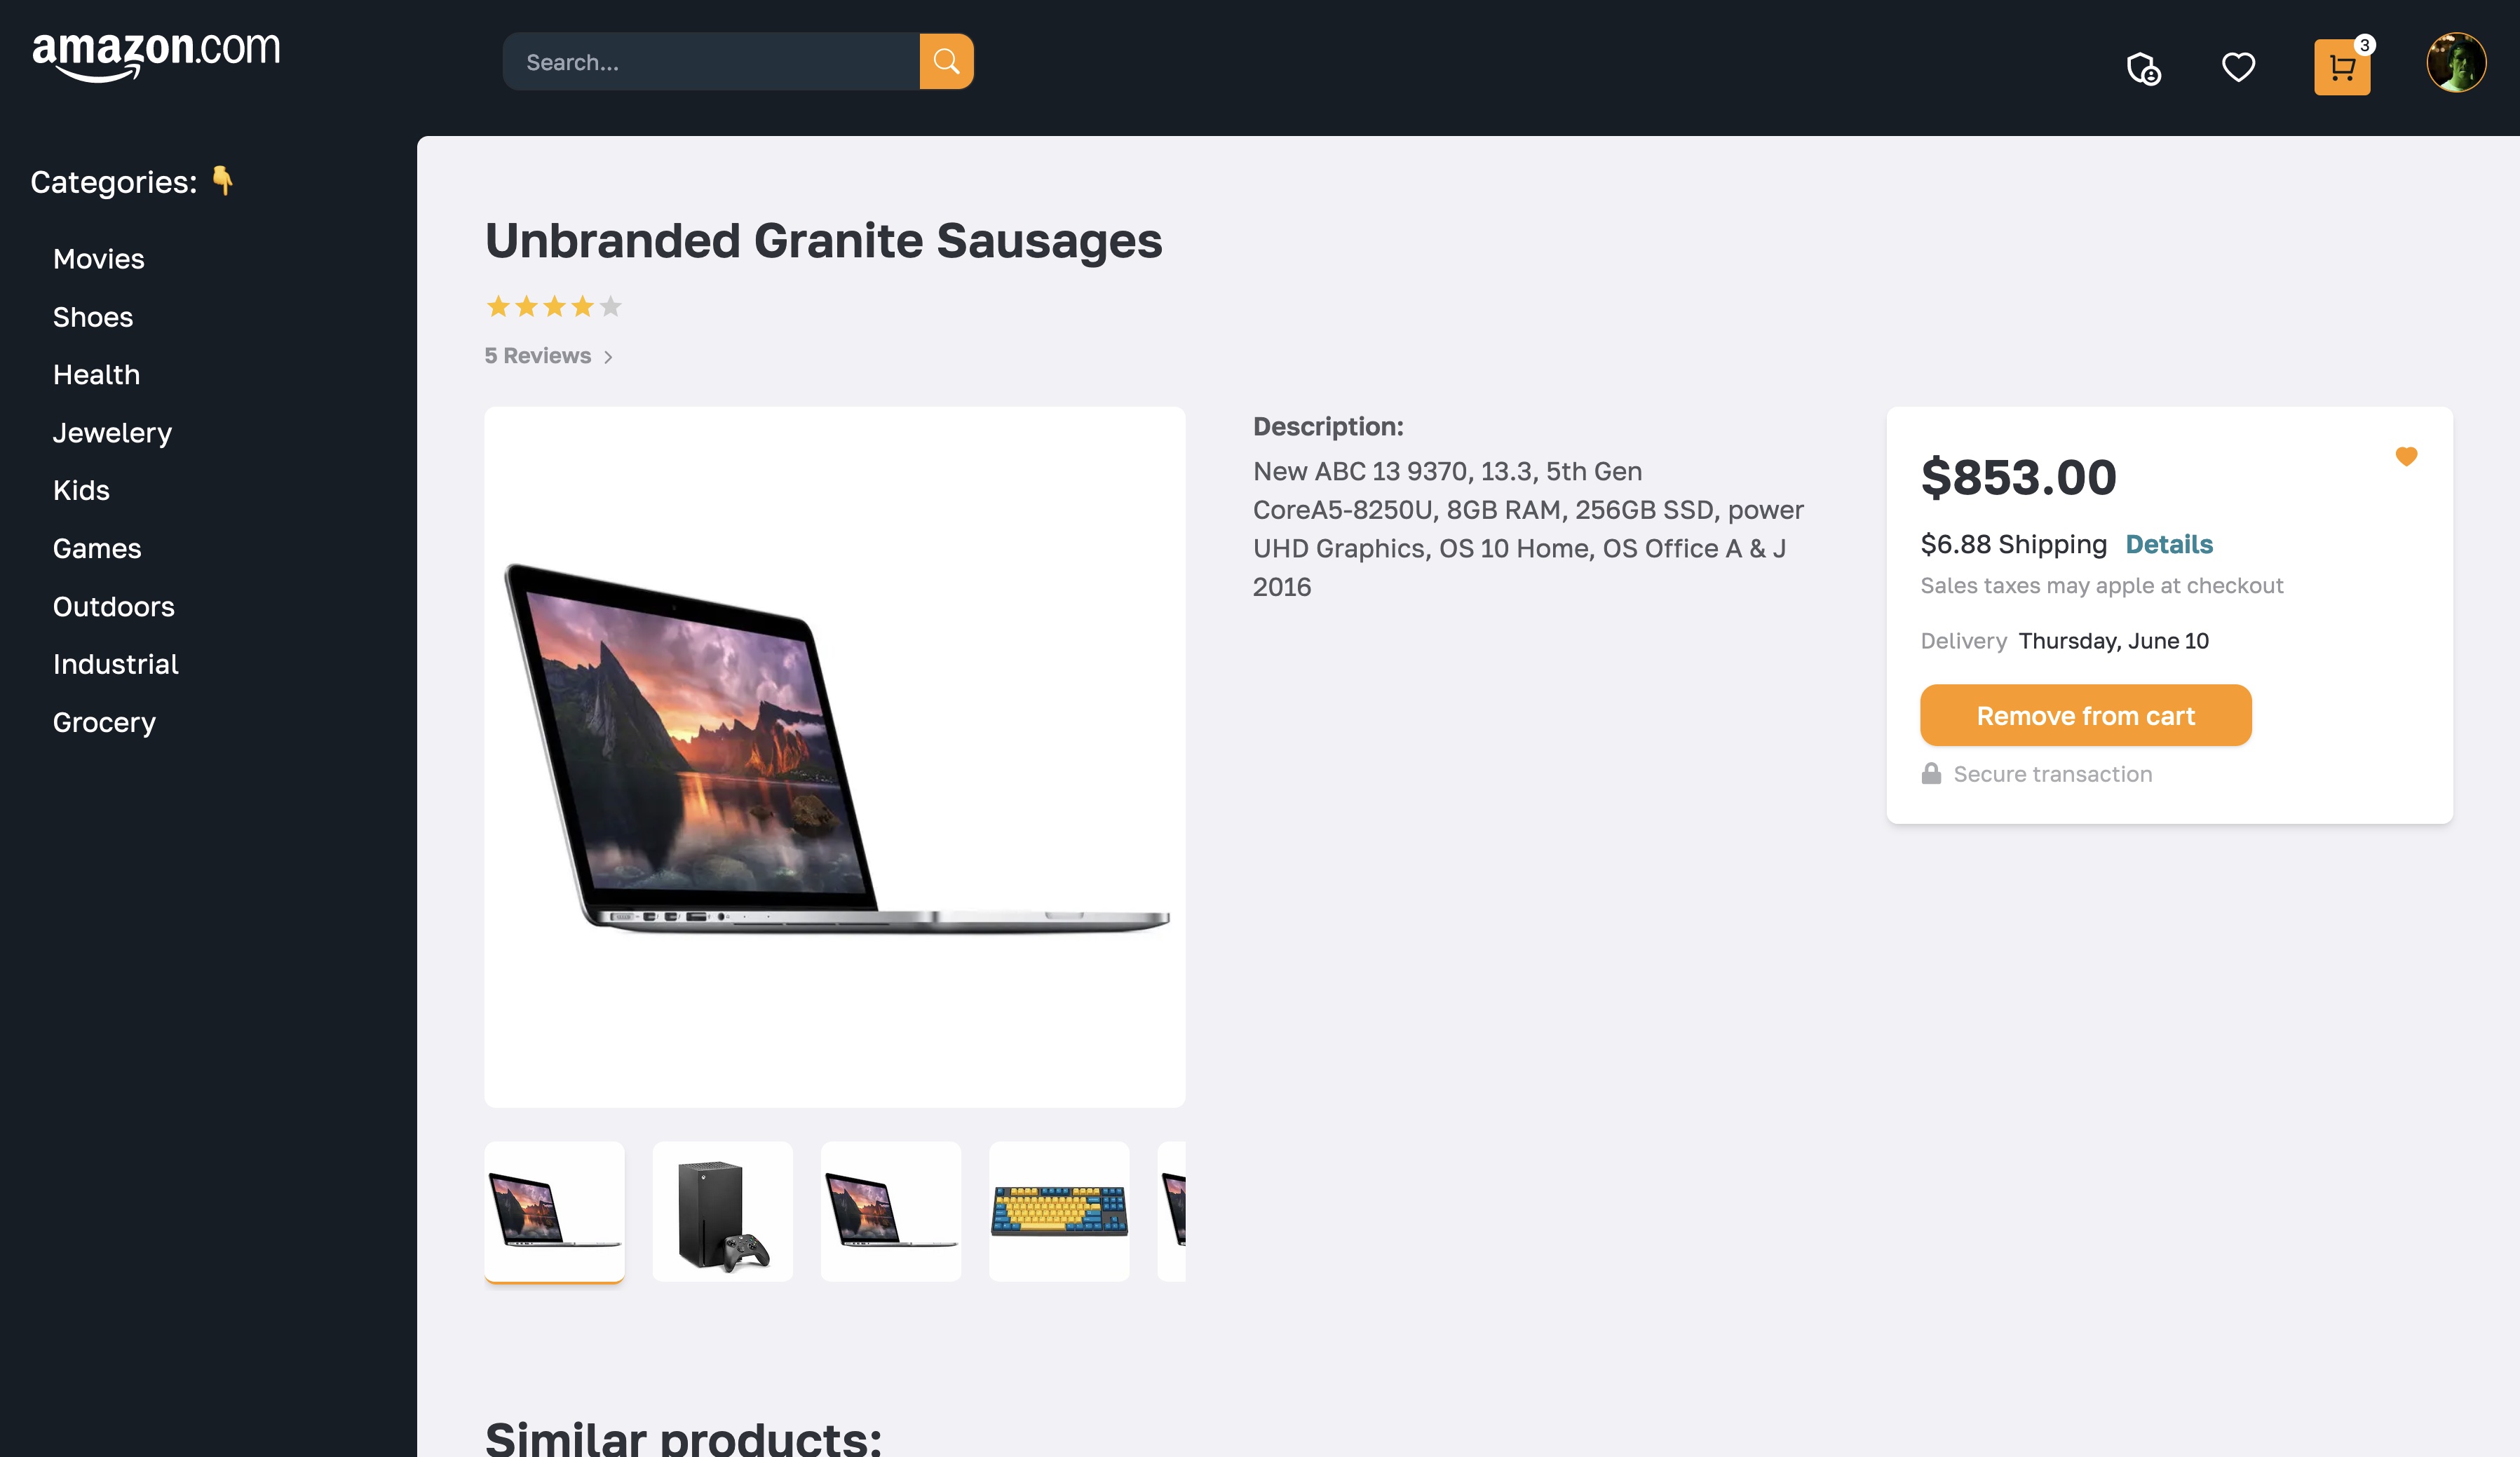 amazon.com
Search...
3
Categories: 👇
Movies
Shoes
Health
Jewelery
Kids
Games
Outdoors
Industrial
Grocery
Unbranded Granite Sausages
5 Reviews >
Description:
New ABC 13 9370, 13.3, 5th Gen
CoreA5-8250U, 8GB RAM, 256GB SSD, power
UHD Graphics, OS 10 Home, OS Office A & J
2016
$853.00
$6.88 Shipping Details
Sales taxes may apple at checkout
Delivery Thursday, June 10
Remove from cart
Secure transaction
Similar products: